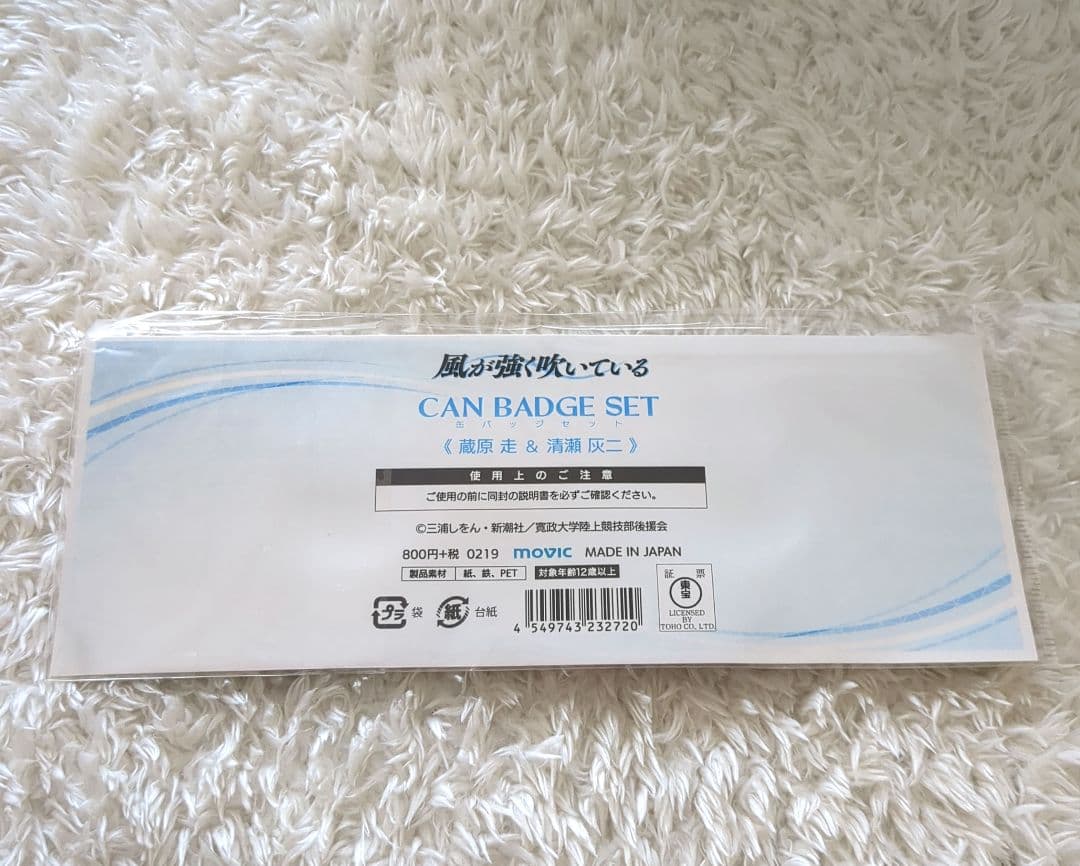 風が強く吹いている
CAN BADGE SET
缶バッジセット
《 蔵原 走 & 清瀬 灰二 》
使用上のご注意
ご使用の前に同封の説明書を必ずご確認ください。
©三浦しをん・新潮社／寛政大学陸上競技部後援会
800円+税 0219 movic MADE IN JAPAN
製品素材 紙、鉄、PET 対象年齢12歳以上
プラ 袋 紙 台紙
4 549743 232720
証 票
東宝
LICENSED
BY
TOHO CO., LTD.